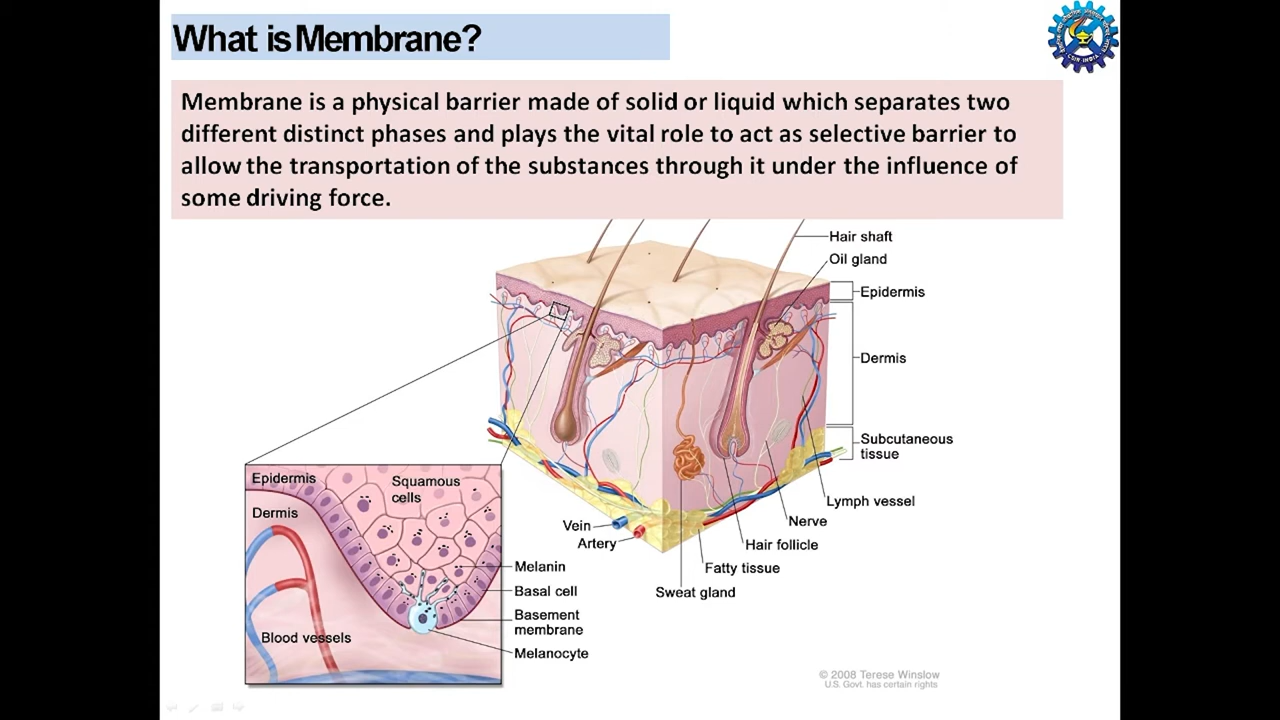 What is Membrane?
Membrane is a physical barrier made of solid or liquid which separates two
different distinct phases and plays the vital role to act as selective barrier to
allow the transportation of the substances through it under the influence of
some driving force.
Hair shaft
Oil gland
Epidermis
Dermis
Subcutaneous
tissue
Lymph vessel
Nerve
Hair follicle
Fatty tissue
Sweat gland
Vein
Artery
Epidermis
Squamous
cells
Dermis
Blood vessels
Melanin
Basal cell
Basement
membrane
Melanocyte
© 2008 Terese Winslow
U.S. Govt. has certain rights